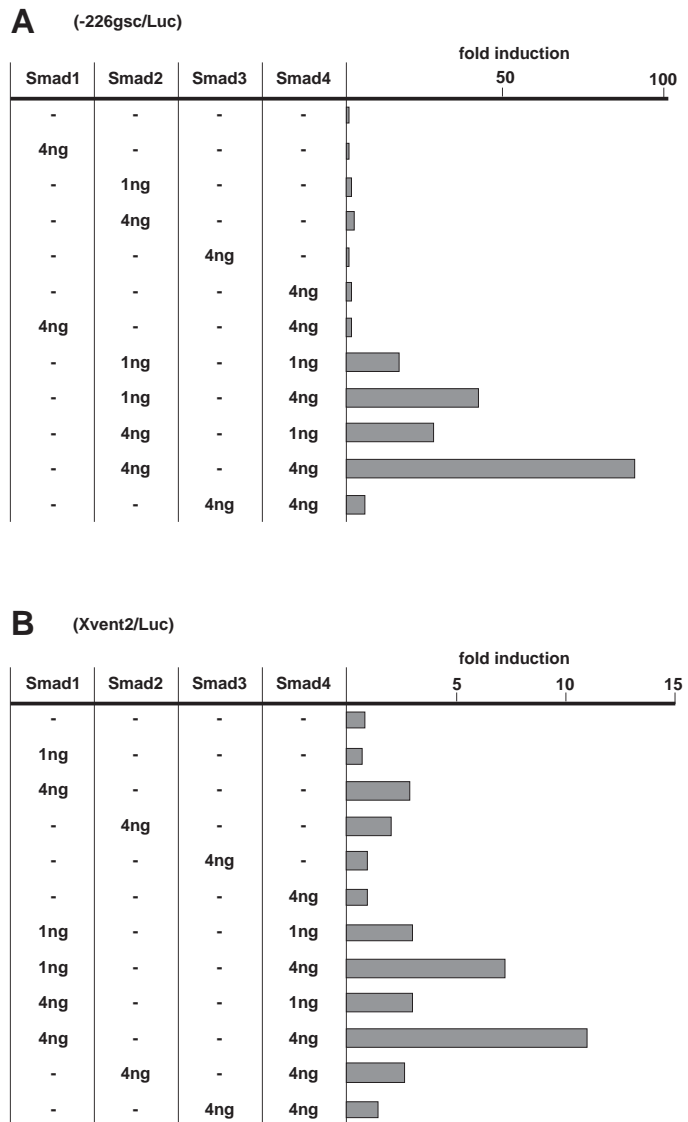 A (-226gsc/Luc)
fold induction
Smad1 Smad2 Smad3 Smad4 50 100
- - - -
4ng - - -
- 1ng - -
- 4ng - -
- - 4ng -
- - - 4ng
4ng - - 4ng
- 1ng - 1ng
- 1ng - 4ng
- 4ng - 1ng
- 4ng - 4ng
- - 4ng 4ng
B (Xvent2/Luc)
fold induction
Smad1 Smad2 Smad3 Smad4 5 10 15
- - - -
1ng - - -
4ng - - -
- 4ng - -
- - 4ng -
- - - 4ng
1ng - - 1ng
1ng - - 4ng
4ng - - 1ng
4ng - - 4ng
- 4ng - 4ng
- - 4ng 4ng